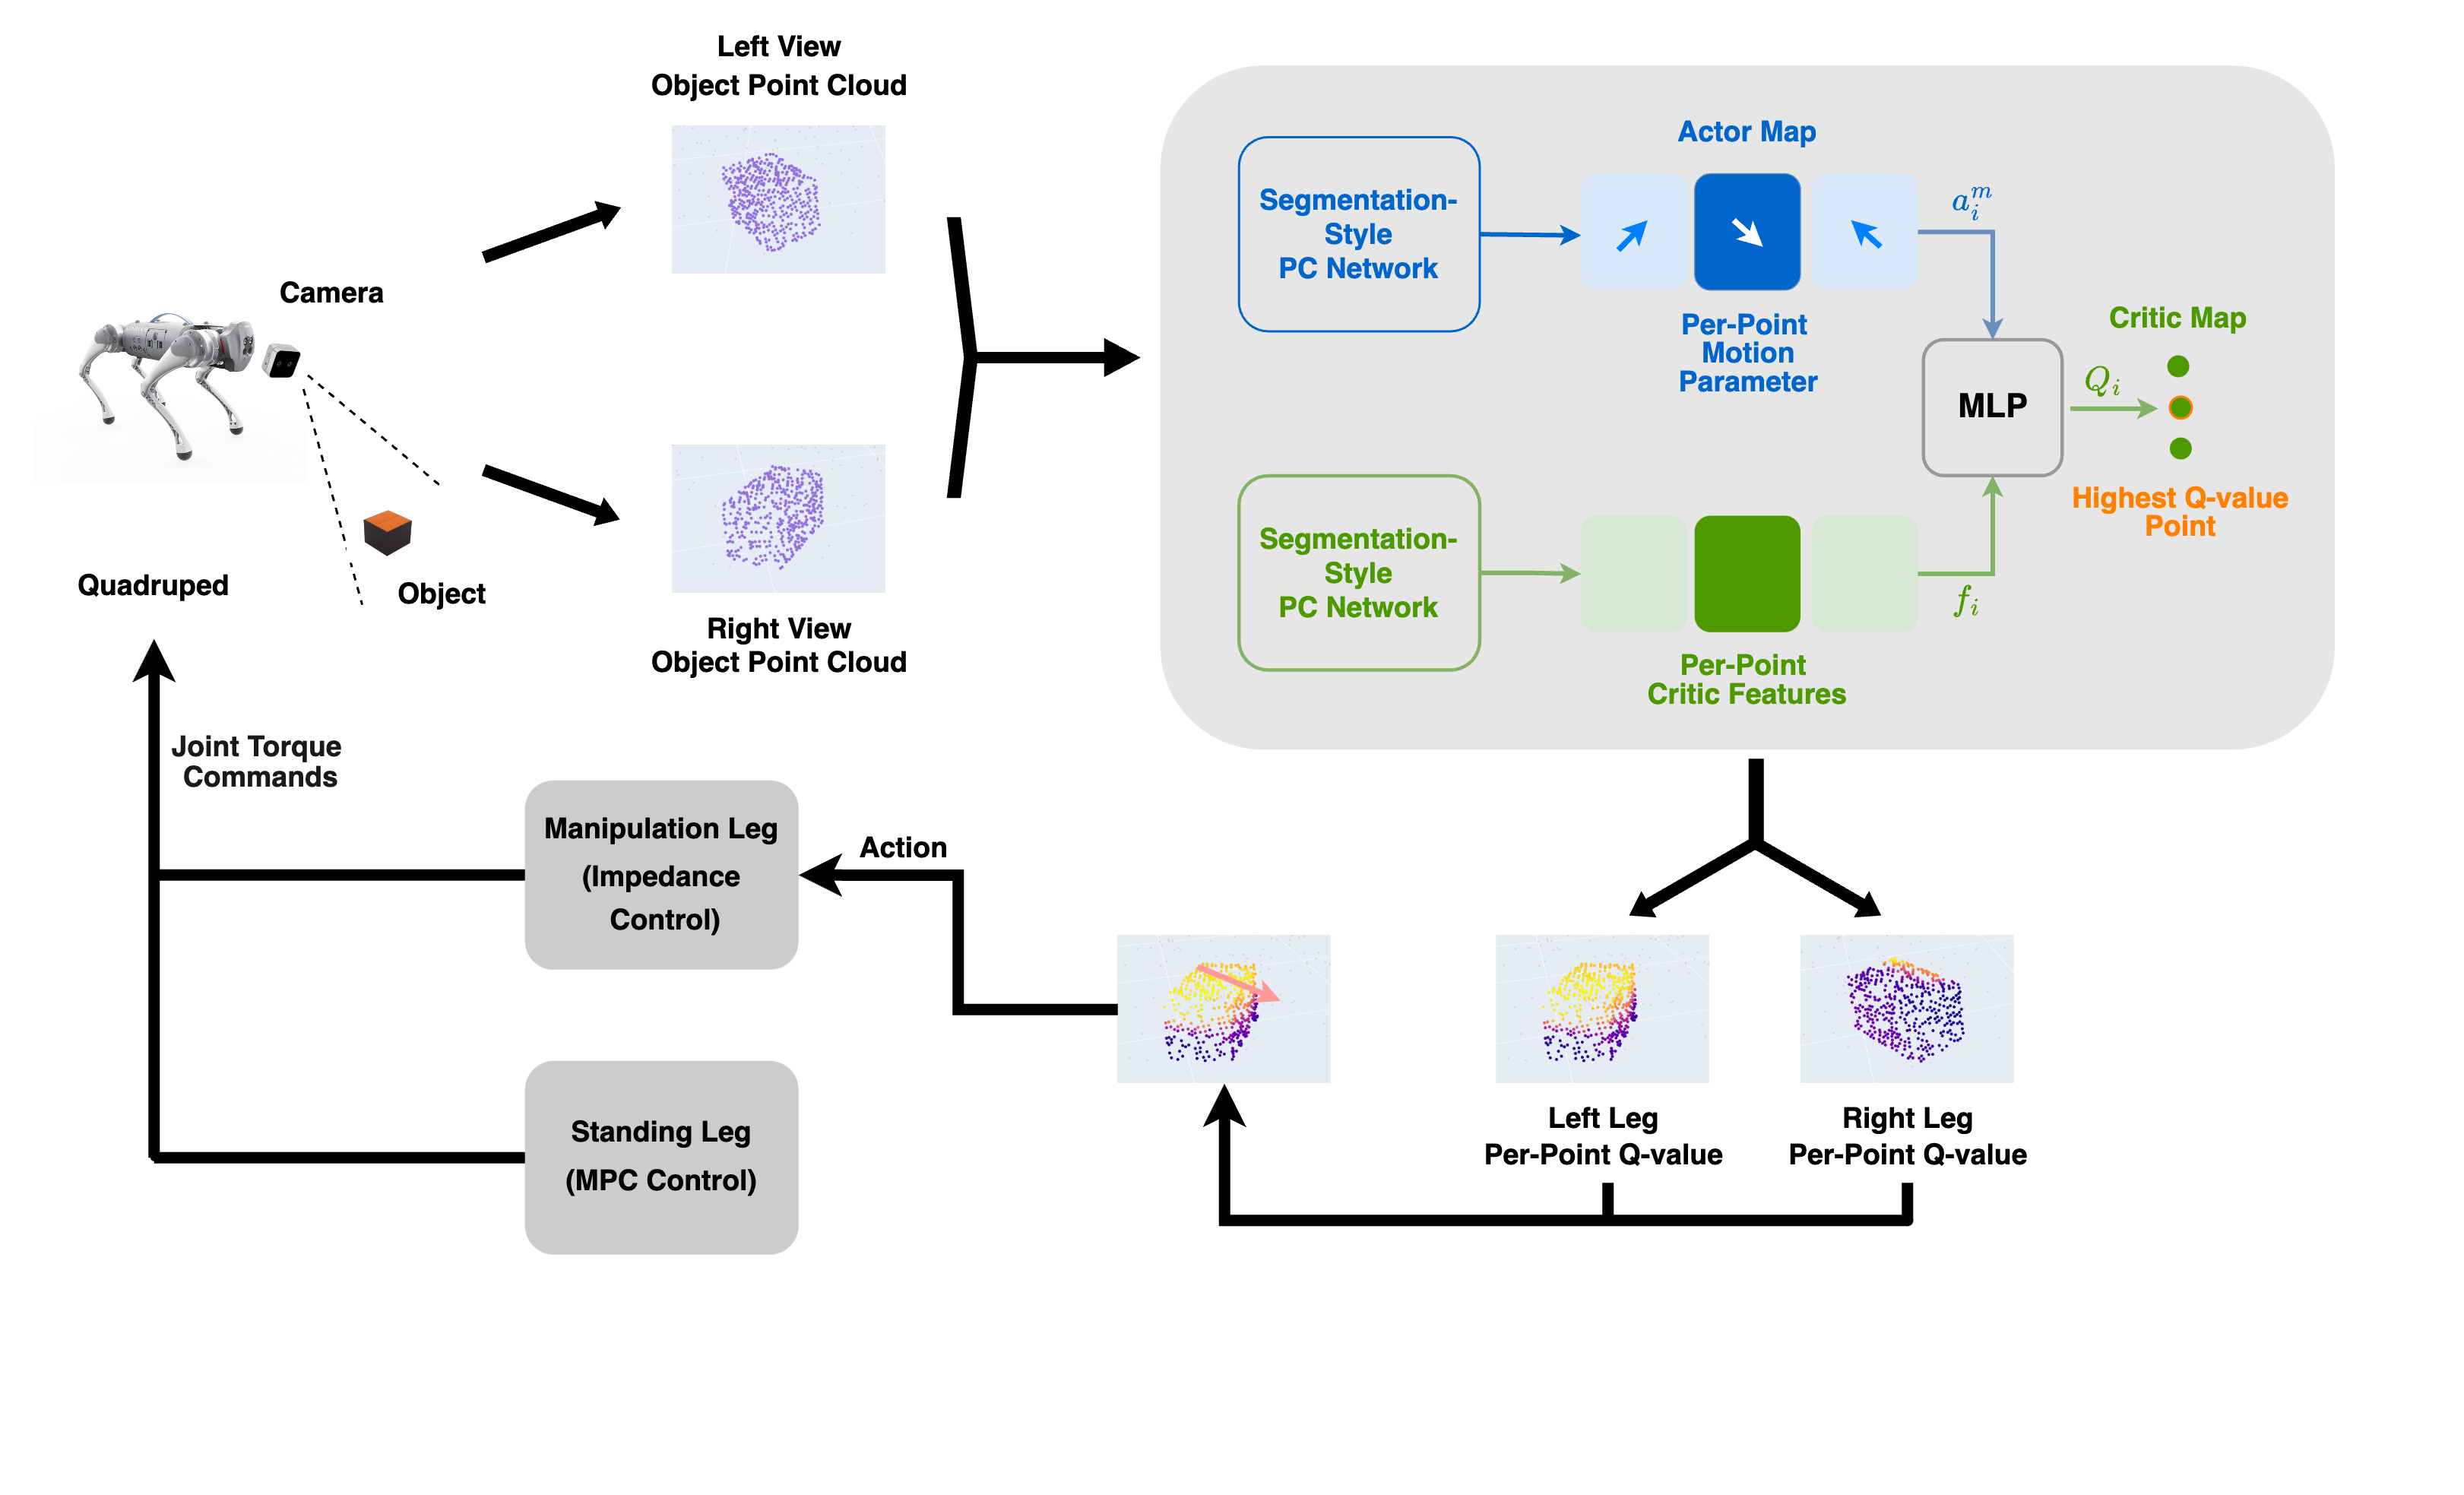 Left View
Object Point Cloud
Camera
Quadruped
Object
Right View
Object Point Cloud
Segmentation-
Style
PC Network
Actor Map
Per-Point
Motion
Parameter
a_i^m
Segmentation-
Style
PC Network
Per-Point
Critic Features
f_i
MLP
Q_i
Critic Map
Highest Q-value
Point
Left Leg
Per-Point Q-value
Right Leg
Per-Point Q-value
Action
Manipulation Leg
(Impedance
Control)
Standing Leg
(MPC Control)
Joint Torque
Commands